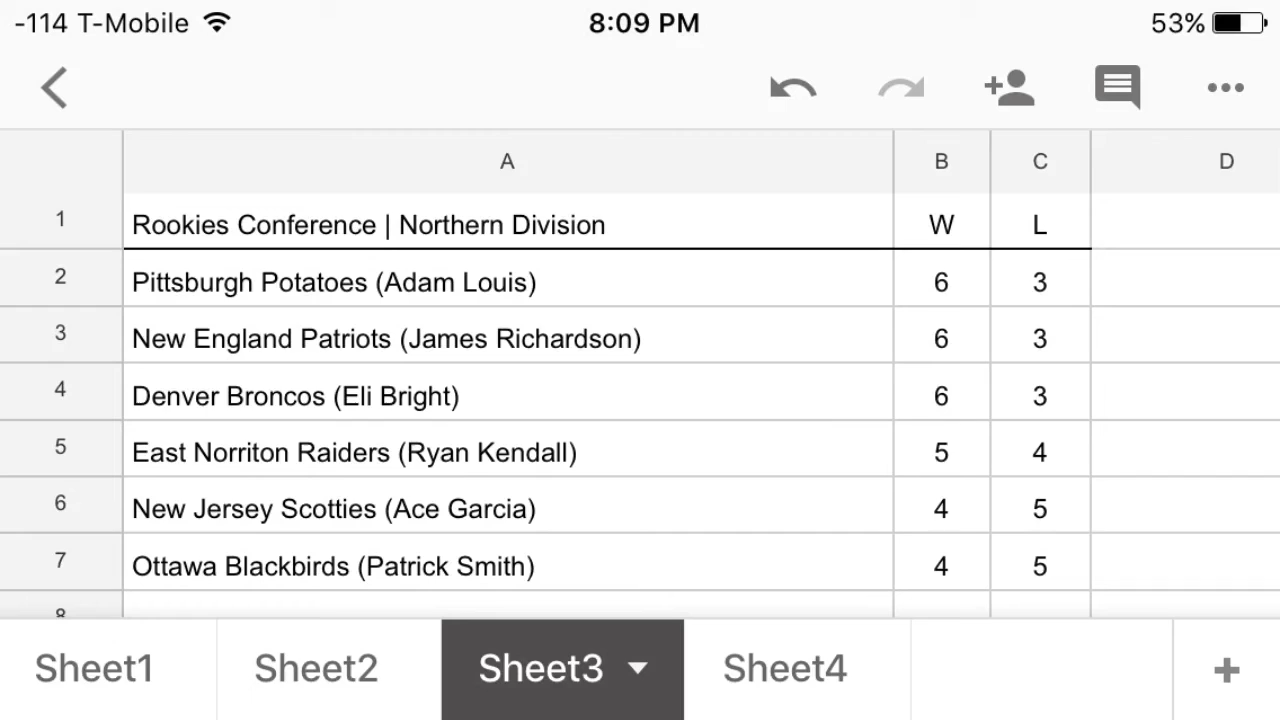 -114 T-Mobile 8:09 PM 53%
A B C D
1 Rookies Conference | Northern Division W L
2 Pittsburgh Potatoes (Adam Louis) 6 3
3 New England Patriots (James Richardson) 6 3
4 Denver Broncos (Eli Bright) 6 3
5 East Norriton Raiders (Ryan Kendall) 5 4
6 New Jersey Scotties (Ace Garcia) 4 5
7 Ottawa Blackbirds (Patrick Smith) 4 5
8
Sheet1 Sheet2 Sheet3 Sheet4 +